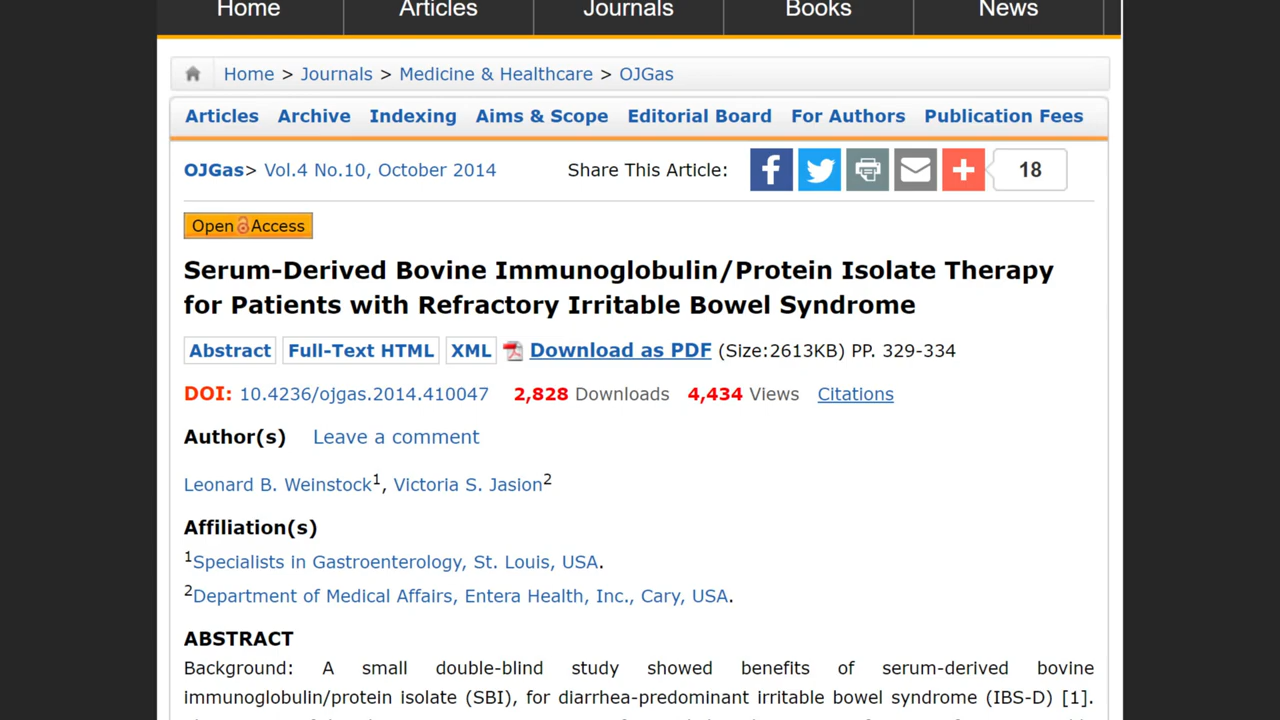 Home Articles Journals Books News
Home > Journals > Medicine & Healthcare > OJGas
Articles Archive Indexing Aims & Scope Editorial Board For Authors Publication Fees
OJGas> Vol.4 No.10, October 2014 Share This Article: 18
Open Access
Serum-Derived Bovine Immunoglobulin/Protein Isolate Therapy
for Patients with Refractory Irritable Bowel Syndrome
Abstract Full-Text HTML XML Download as PDF (Size:2613KB) PP. 329-334
DOI: 10.4236/ojgas.2014.410047 2,828 Downloads 4,434 Views Citations
Author(s) Leave a comment
Leonard B. Weinstock1, Victoria S. Jasion2
Affiliation(s)
1Specialists in Gastroenterology, St. Louis, USA.
2Department of Medical Affairs, Entera Health, Inc., Cary, USA.
ABSTRACT
Background: A small double-blind study showed benefits of serum-derived bovine
immunoglobulin/protein isolate (SBI), for diarrhea-predominant irritable bowel syndrome (IBS-D) [1].